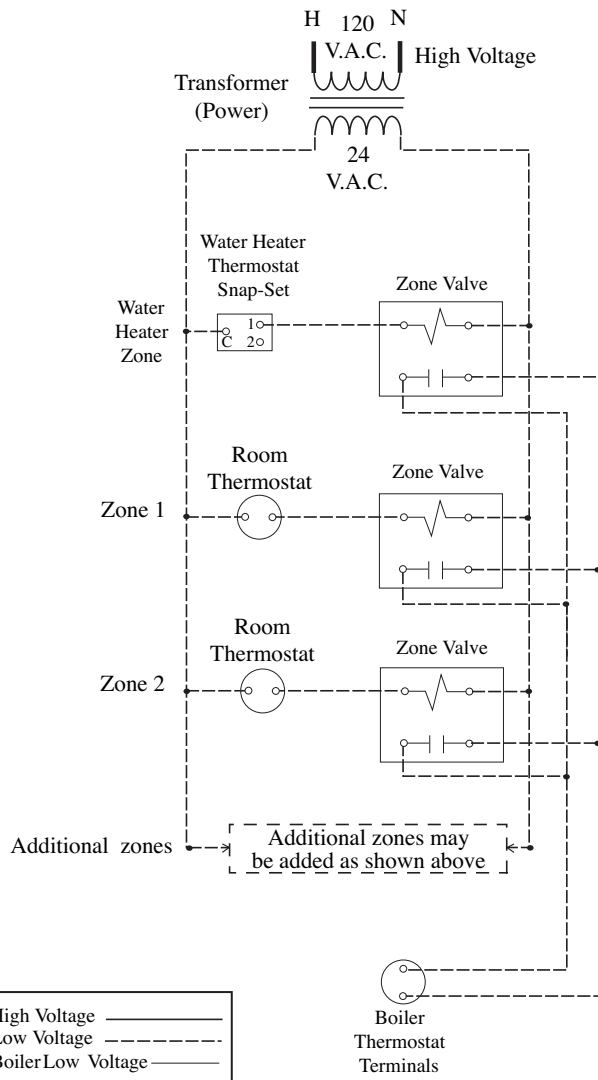 H 120 N
V.A.C. High Voltage
Transformer
(Power)
24
V.A.C.
Water Heater
Thermostat
Snap-Set
Zone Valve
Water
Heater
Zone
1
C 2
Room
Thermostat
Zone Valve
Zone 1
Room
Thermostat
Zone Valve
Zone 2
Additional zones
Additional zones may
be added as shown above
High Voltage
Low Voltage
Boiler Low Voltage
Boiler
Thermostat
Terminals